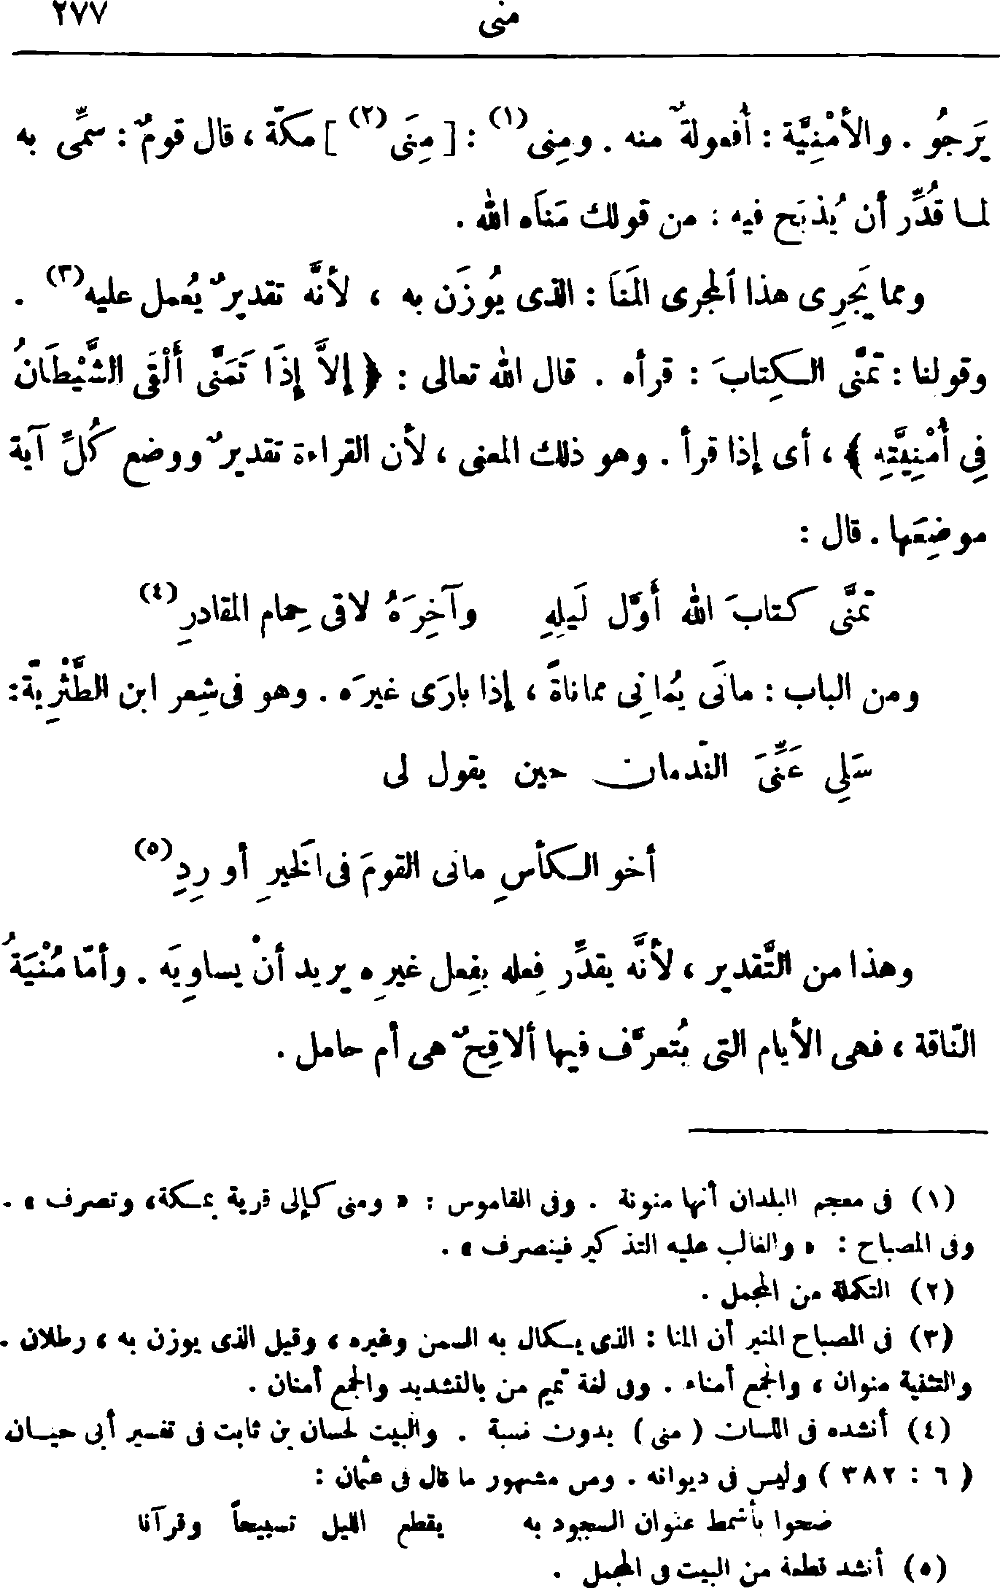 منى ٢٧٧
يَرجُو . والأمْنِيَّة : أُفعولةٌ منه . ومِنى(١) : [ مِنَى(٢) ] مكّة ، قال قومٌ : سمِّى به
لما قُدِّر أن يُذبَح فيه : من قولك مَنَاه الله .
ومما يَجرِى هذا المجرى المَنَا : الذى يُوزَن به ، لأنَّه تقديرٌ يُعمل عليه(٣) .
وقولنا : تمنَّى الكِتابَ : قرأه . قال الله تعالى : ﴿ إلاَّ إِذَا تَمَنَّى أَلْقَى الشَّيْطَانُ
فِى أُمْنِيَّتِهِ ﴾ ، أى إذا قرأ . وهو ذلك المعنى ، لأن القراءة تقديرٌ ووضع كُلِّ آية
موضِعَها . قال :
تمنَّى كتابَ الله أوَّل لَيلِهِ وآخِرَهُ لاقى حِمام المقادرِ(٤)
ومن الباب : مانَى يُمانِى مماناةً ، إذا بارَى غيرَه . وهو فى شِعر ابن الطَّثْرِيّة :
سَلِى عَنِّىَ النّدمان حين يقول لى
أخو الكأسِ مانى القومَ فى الخيرِ أو رِدِ(٥)
وهذا من التَّقدير ، لأنَّه يقدِّر فِعله بفِعل غيرِه يريد أنْ يساوِيَه . وأمّا مُنْيَةُ
النّاقة ، فهى الأيام التى يُتعرَّف فيها ألاقِحٌ هى أم حامل .
(١) فى معجم البلدان أنها منونة . وفى القاموس : « ومنى كإلى قرية بمكة، وتصرف » .
وفى المصباح : « والغالب عليه التذكير فينصرف » .
(٢) التكملة من المجمل .
(٣) فى المصباح المنير أن المنا : الذى يكال به السمن وغيره ، وقيل الذى يوزن به ، رطلان .
والتثنية منوان ، والجمع أمناء . وفى لغة تميم من بالتشديد والجمع أمنان .
(٤) أنشده فى اللسان ( منى ) بدون نسبة . والبيت لحسان بن ثابت فى تفسير أبى حيان
( ٦ : ٣٨٢ ) وليس فى ديوانه . ومن مشهور ما قال فى عثمان :
ضحوا بأشمط عنوان السجود به يقطع الليل تسبيحاً وقرآنا
(٥) أنشد قطعة من البيت فى المجمل .